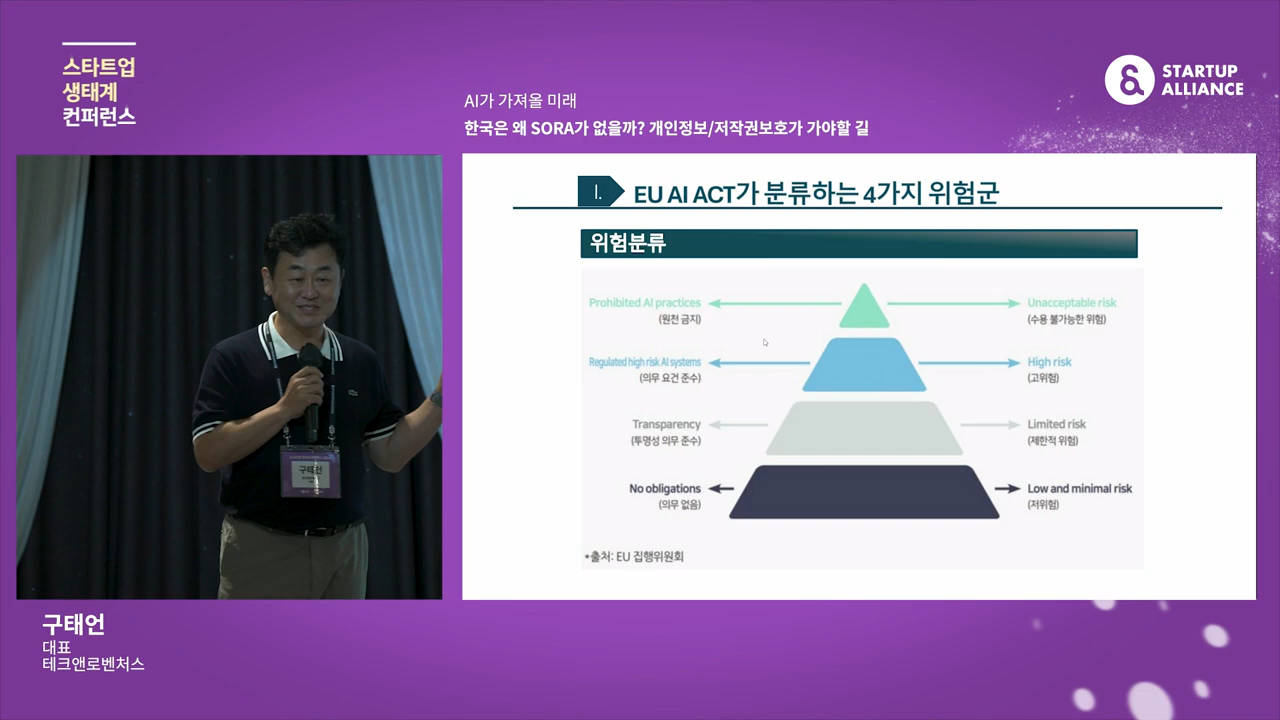 스타트업
생태계
컨퍼런스
STARTUP
ALLIANCE
AI가 가져올 미래
한국은 왜 SORA가 없을까? 개인정보/저작권보호가 가야할 길
I. EU AI ACT가 분류하는 4가지 위험군
위험분류
Prohibited AI practices
(원천 금지)
Unacceptable risk
(수용 불가능한 위험)
Regulated high risk AI systems
(의무 요건 준수)
High risk
(고위험)
Transparency
(투명성 의무 준수)
Limited risk
(제한적 위험)
No obligations
(의무 없음)
Low and minimal risk
(저위험)
*출처: EU 집행위원회
구태언
구태언
대표
테크앤로벤처스